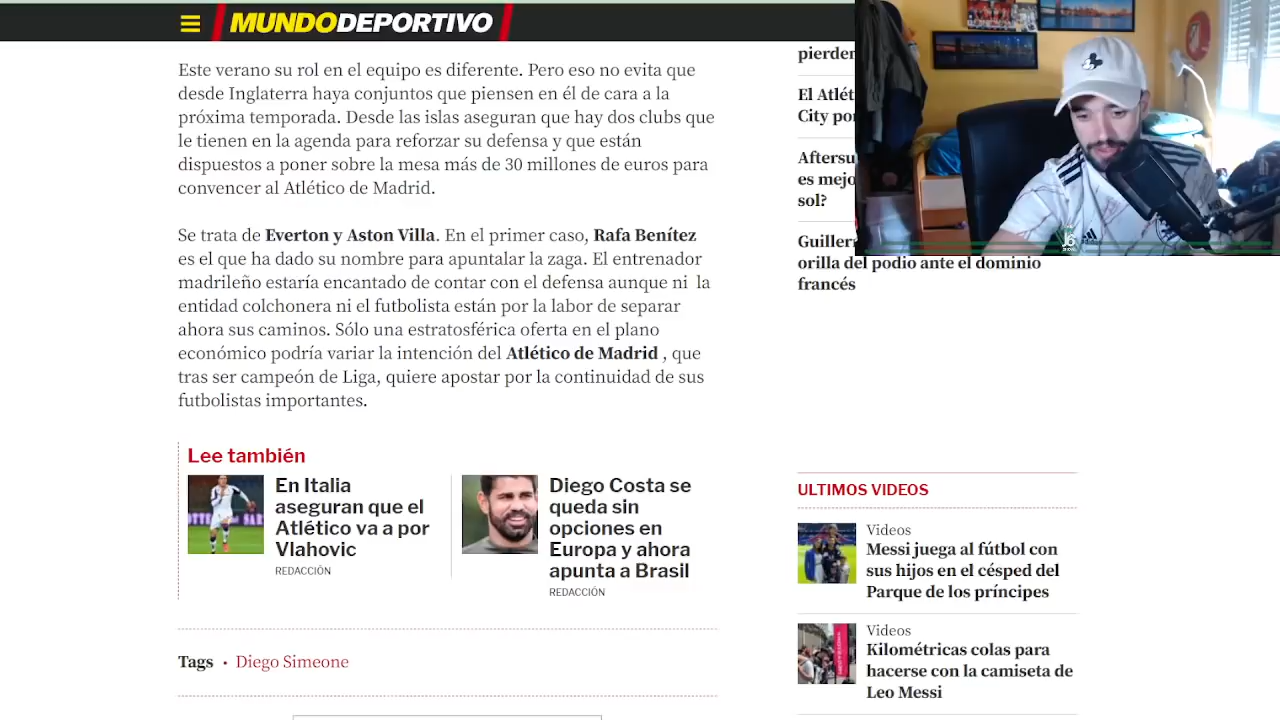 MUNDODEPORTIVO
Este verano su rol en el equipo es diferente. Pero eso no evita que
desde Inglaterra haya conjuntos que piensen en él de cara a la
próxima temporada. Desde las islas aseguran que hay dos clubs que
le tienen en la agenda para reforzar su defensa y que están
dispuestos a poner sobre la mesa más de 30 millones de euros para
convencer al Atlético de Madrid.
Se trata de Everton y Aston Villa. En el primer caso, Rafa Benítez
es el que ha dado su nombre para apuntalar la zaga. El entrenador
madrileño estaría encantado de contar con el defensa aunque ni la
entidad colchonera ni el futbolista están por la labor de separar
ahora sus caminos. Sólo una estratosférica oferta en el plano
económico podría variar la intención del Atlético de Madrid , que
tras ser campeón de Liga, quiere apostar por la continuidad de sus
futbolistas importantes.
Lee también
En Italia
aseguran que el
Atlético va a por
Vlahovic
REDACCIÓN
Diego Costa se
queda sin
opciones en
Europa y ahora
apunta a Brasil
REDACCIÓN
Tags • Diego Simeone
pierden
El Atlét
City por
Aftersu
es mejo
sol?
Guillerm
orilla del podio ante el dominio
francés
ULTIMOS VIDEOS
Videos
Messi juega al fútbol con
sus hijos en el césped del
Parque de los príncipes
Videos
Kilométricas colas para
hacerse con la camiseta de
Leo Messi